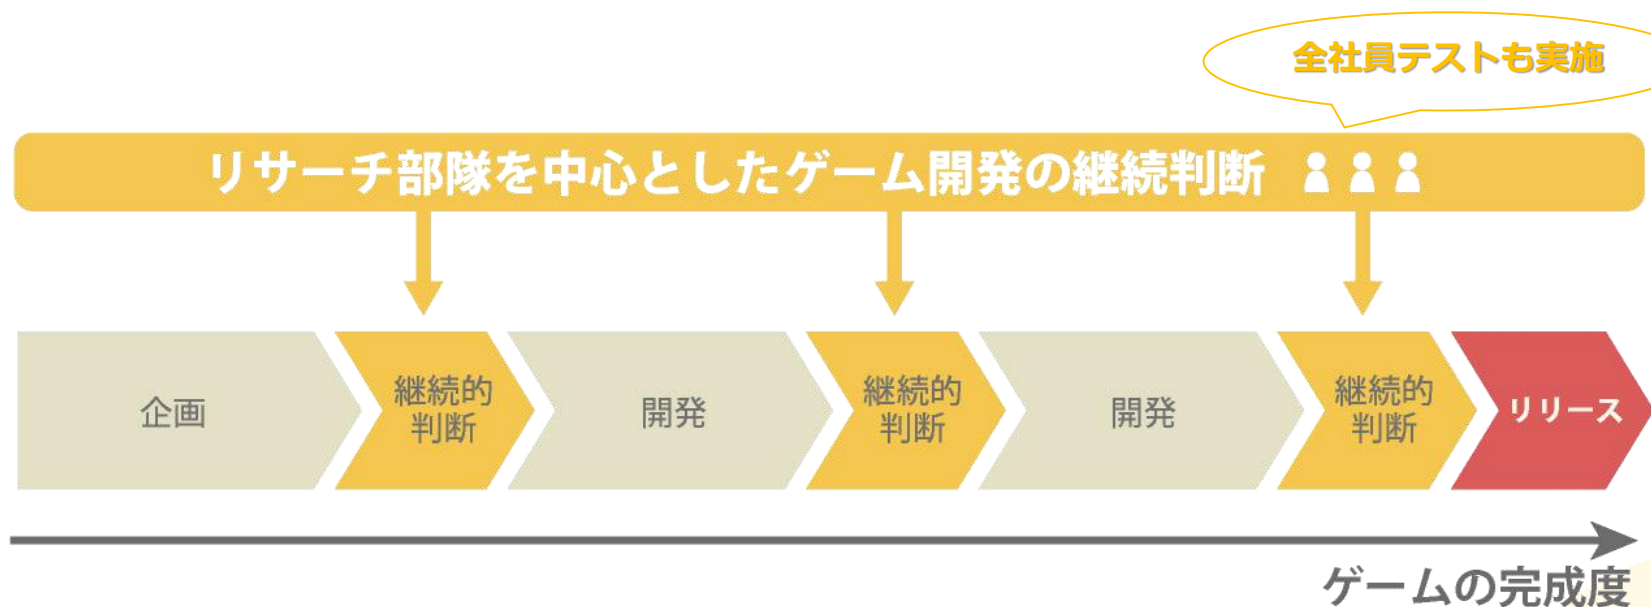 全社員テストも実施
リサーチ部隊を中心としたゲーム開発の継続判断
企画
継続的
判断
開発
継続的
判断
開発
継続的
判断
リリース
ゲームの完成度